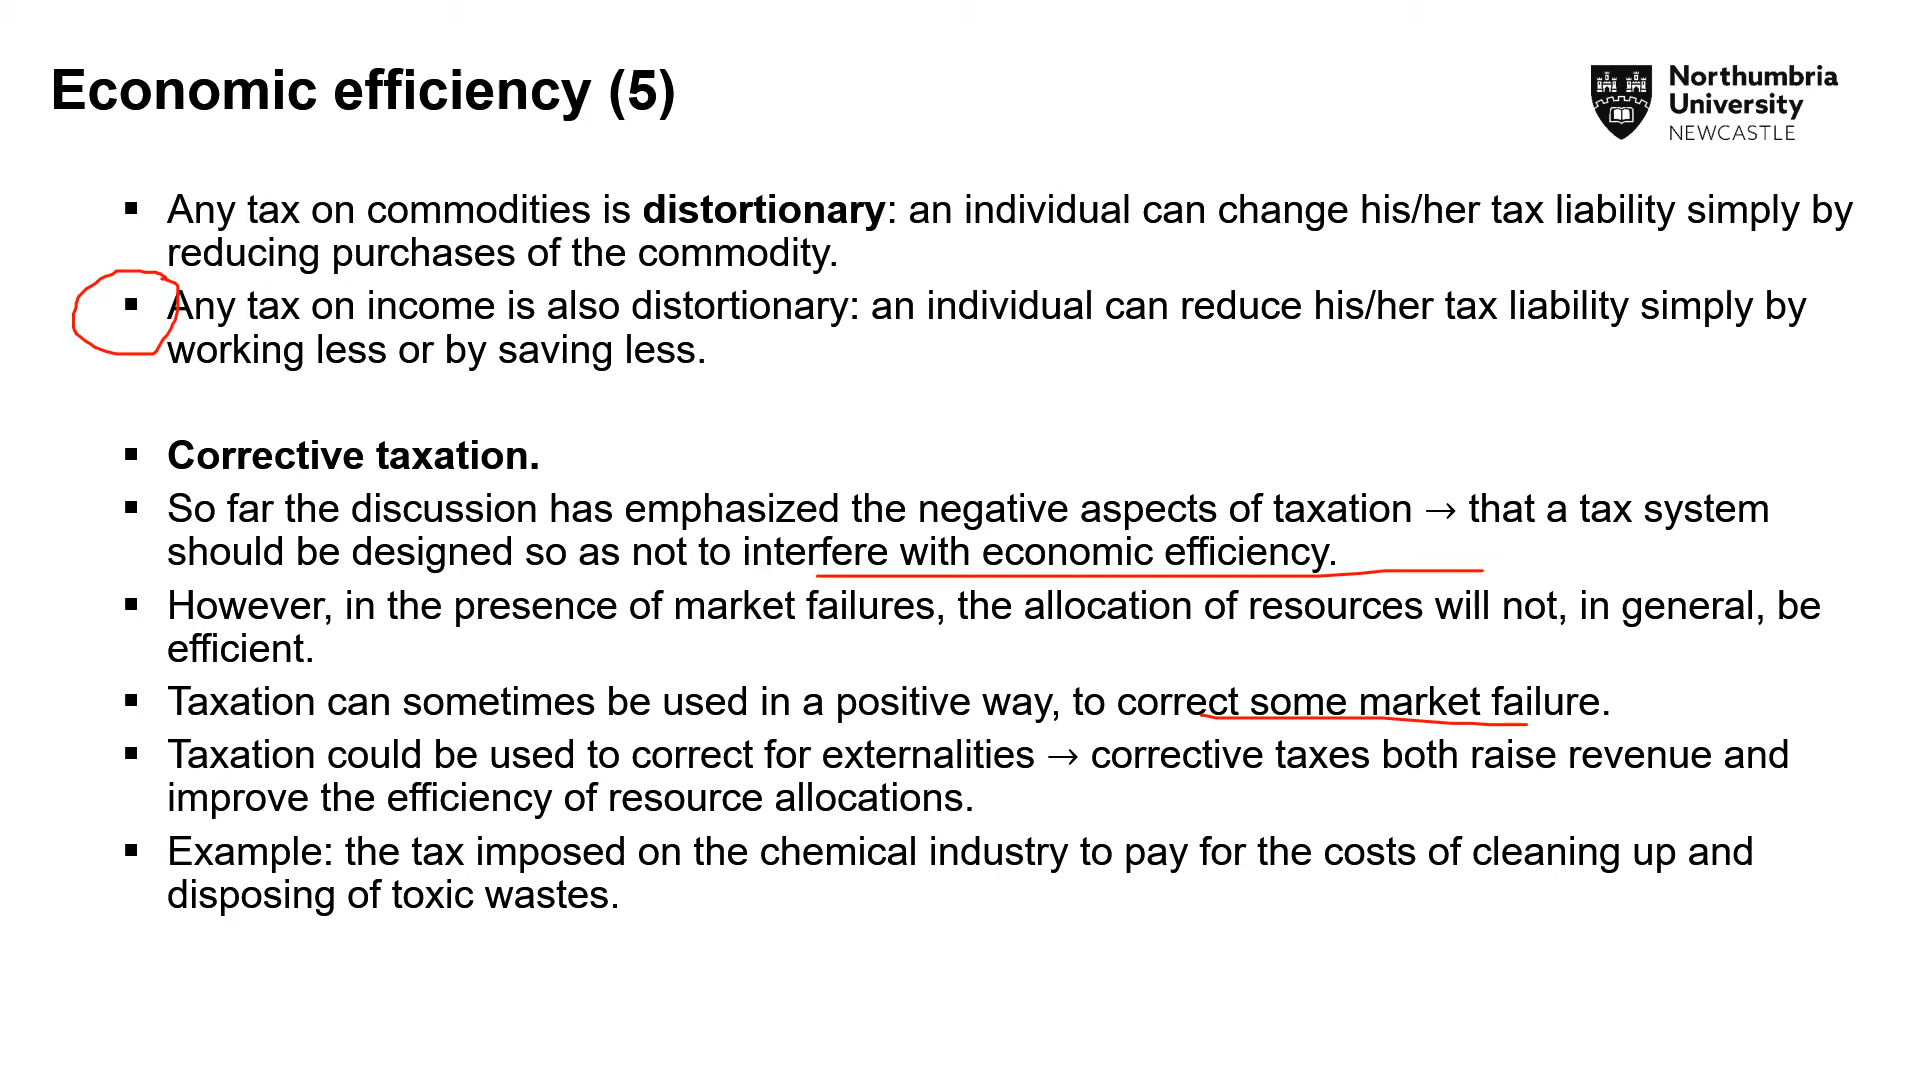 Economic efficiency (5)
Northumbria
University
NEWCASTLE
▪ Any tax on commodities is distortionary: an individual can change his/her tax liability simply by
reducing purchases of the commodity.
▪ Any tax on income is also distortionary: an individual can reduce his/her tax liability simply by
working less or by saving less.
▪ Corrective taxation.
▪ So far the discussion has emphasized the negative aspects of taxation → that a tax system
should be designed so as not to interfere with economic efficiency.
▪ However, in the presence of market failures, the allocation of resources will not, in general, be
efficient.
▪ Taxation can sometimes be used in a positive way, to correct some market failure.
▪ Taxation could be used to correct for externalities → corrective taxes both raise revenue and
improve the efficiency of resource allocations.
▪ Example: the tax imposed on the chemical industry to pay for the costs of cleaning up and
disposing of toxic wastes.